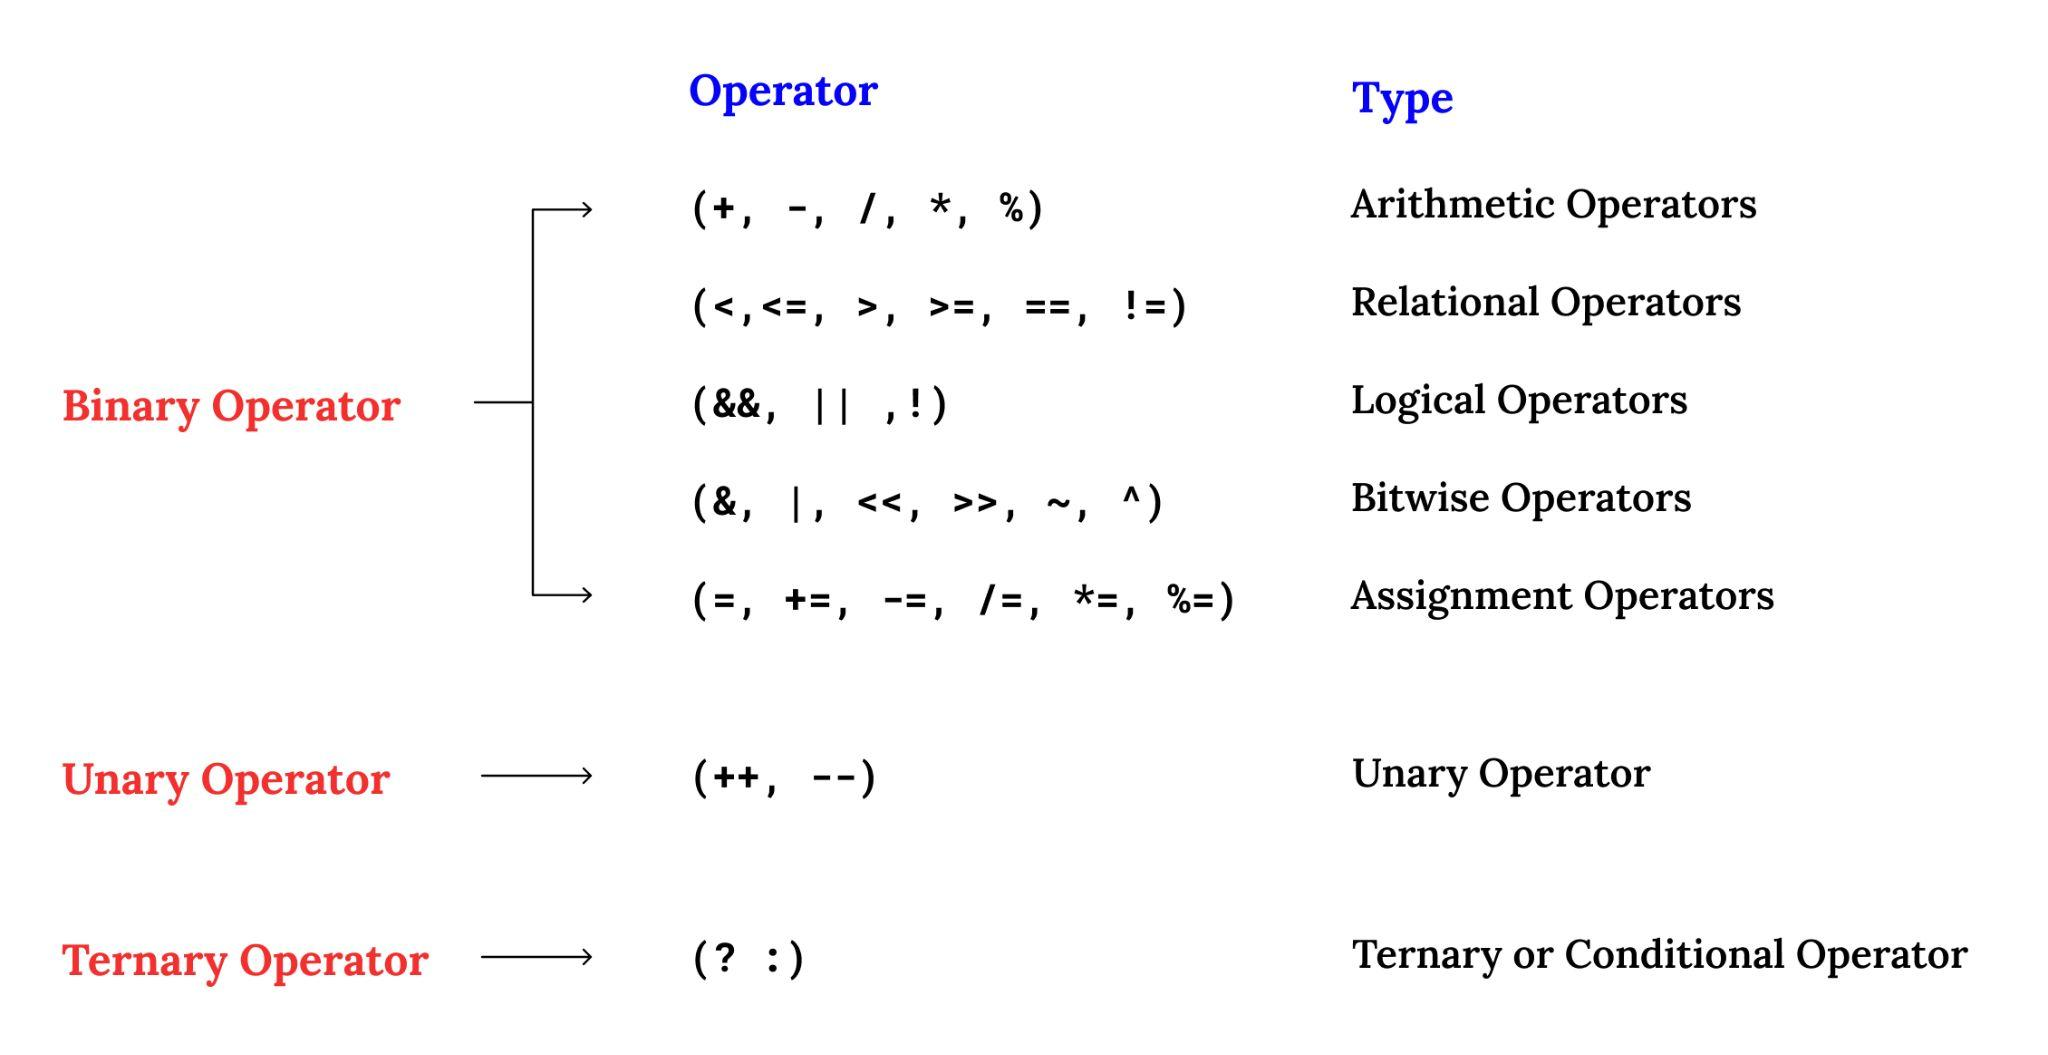 Operator Type
(+, -, /, *, %) Arithmetic Operators
(<,<=, >, >=, ==, !=) Relational Operators
Binary Operator (&&, || ,!) Logical Operators
(&, |, <<, >>, ~, ^) Bitwise Operators
(=, +=, -=, /=, *=, %=) Assignment Operators
Unary Operator (++, --) Unary Operator
Ternary Operator (? :) Ternary or Conditional Operator